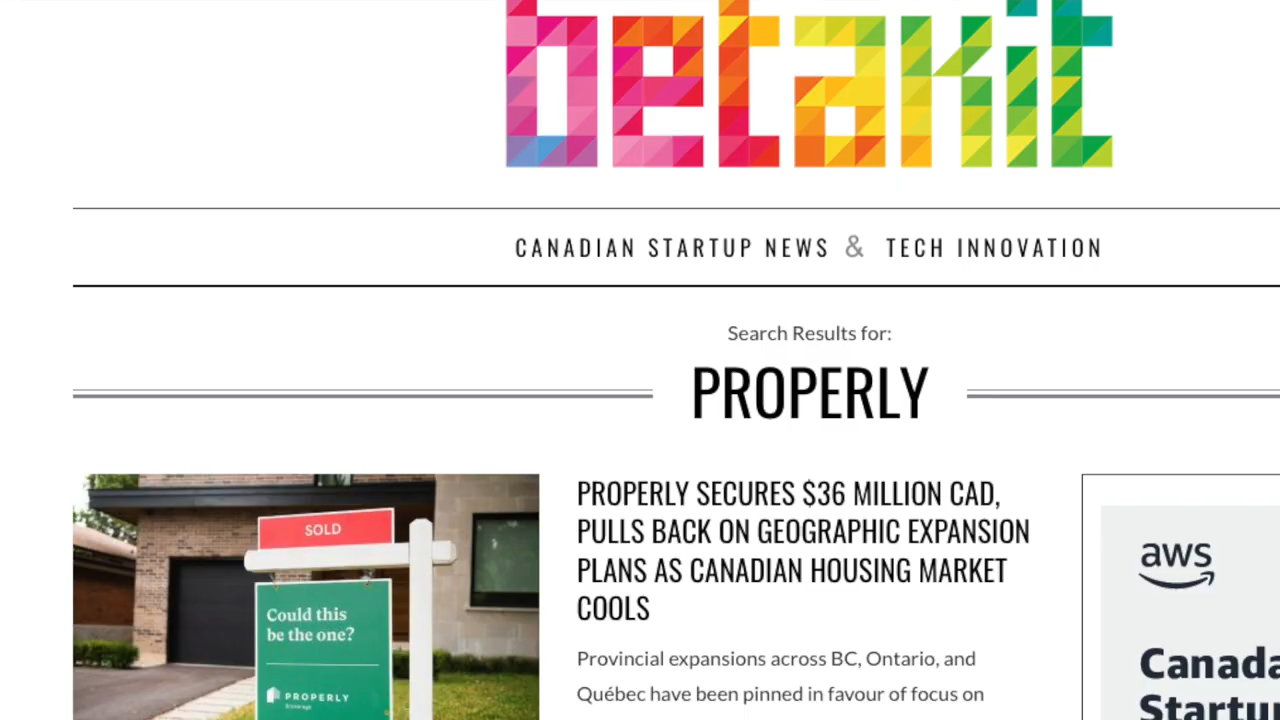 betakit
CANADIAN STARTUP NEWS & TECH INNOVATION
Search Results for:
PROPERLY
SOLD
Could this
be the one?
PROPERLY
Brokerage
PROPERLY SECURES $36 MILLION CAD,
PULLS BACK ON GEOGRAPHIC EXPANSION
PLANS AS CANADIAN HOUSING MARKET
COOLS
Provincial expansions across BC, Ontario, and
Québec have been pinned in favour of focus on
aws
Canada
Startup